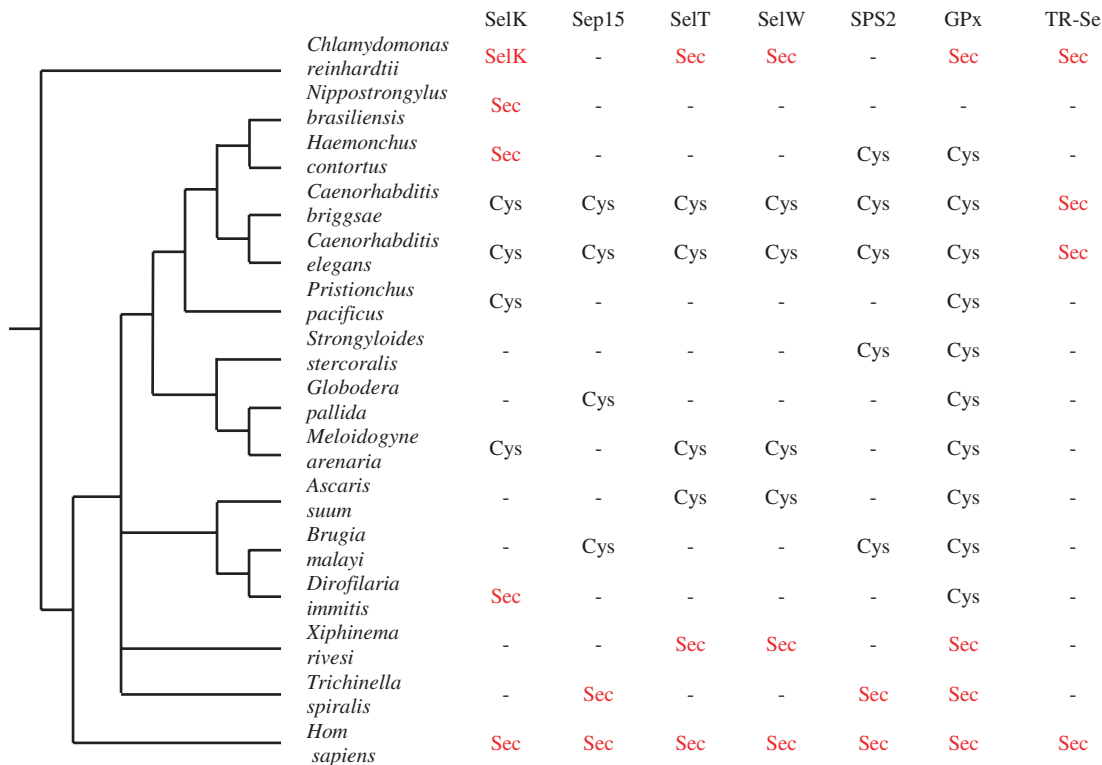 SelK Sep15 SelT SelW SPS2 GPx TR-Se
Chlamydomonas
reinhardtii SelK - Sec Sec - Sec Sec
Nippostrongylus
brasiliensis Sec - - - - - -
Haemonchus
contortus Sec - - - Cys Cys -
Caenorhabditis
briggsae Cys Cys Cys Cys Cys Cys Sec
Caenorhabditis
elegans Cys Cys Cys Cys Cys Cys Sec
Pristionchus
pacificus Cys - - - - Cys -
Strongyloides
stercoralis - - - - Cys Cys -
Globodera
pallida - Cys - - - Cys -
Meloidogyne
arenaria Cys - Cys Cys - Cys -
Ascaris
suum - - Cys Cys - Cys -
Brugia
malayi - Cys - - Cys Cys -
Dirofilaria
immitis Sec - - - - Cys -
Xiphinema
rivesi - - Sec Sec - Sec -
Trichinella
spiralis - Sec - - Sec Sec -
Hom
sapiens Sec Sec Sec Sec Sec Sec Sec